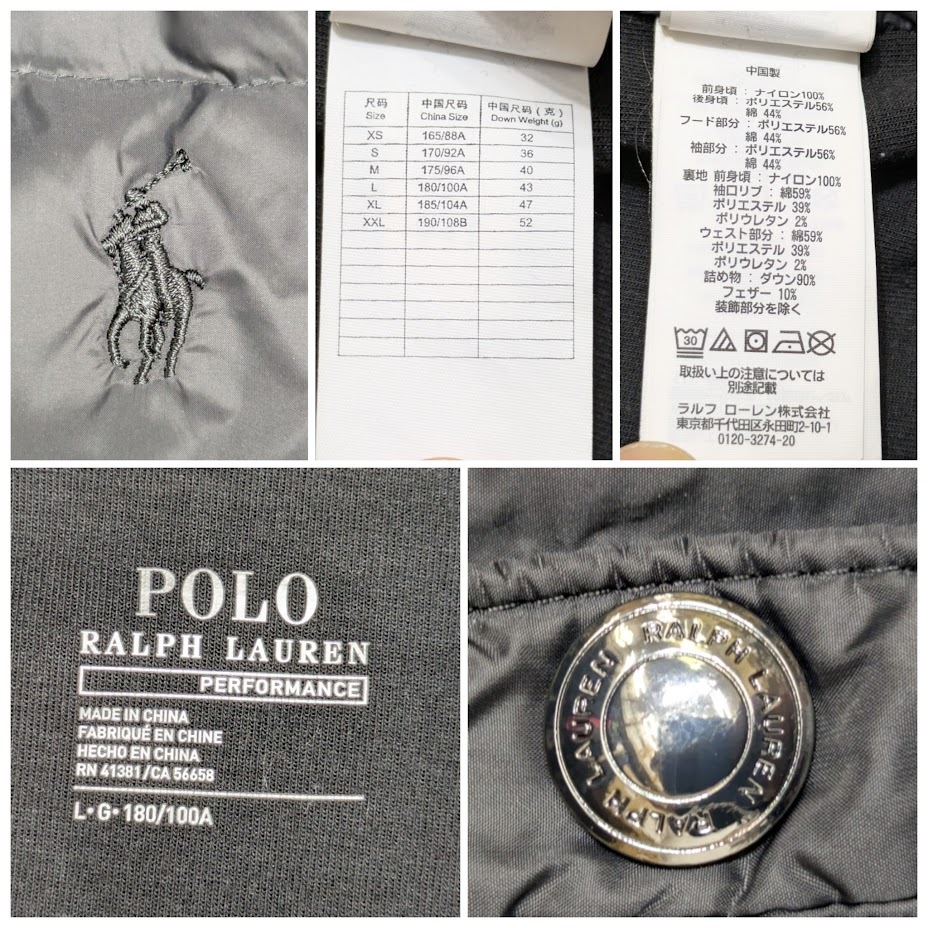 尺码 中国尺码 中国尺码（克）
Size China Size Down Weight (g)
XS 165/88A 32
S 170/92A 36
M 175/96A 40
L 180/100A 43
XL 185/104A 47
XXL 190/108B 52
中国製
前身頃 : ナイロン100%
後身頃 : ポリエステル56%
綿 44%
フード部分 : ポリエステル56%
綿 44%
袖部分 : ポリエステル56%
綿 44%
裏地 前身頃 : ナイロン100%
袖口リブ : 綿59%
ポリエステル 39%
ポリウレタン 2%
ウェスト部分 : 綿59%
ポリエステル 39%
ポリウレタン 2%
詰め物 : ダウン90%
フェザー 10%
装飾部分を除く
30
取扱い上の注意については
別途記載
ラルフ ローレン株式会社
東京都千代田区永田町2-10-1
0120-3274-20
POLO
RALPH LAUREN
PERFORMANCE
MADE IN CHINA
FABRIQUÉ EN CHINE
HECHO EN CHINA
RN 41381/CA 56658
L•G•180/100A
RALPH LAUREN RALPH LAUREN